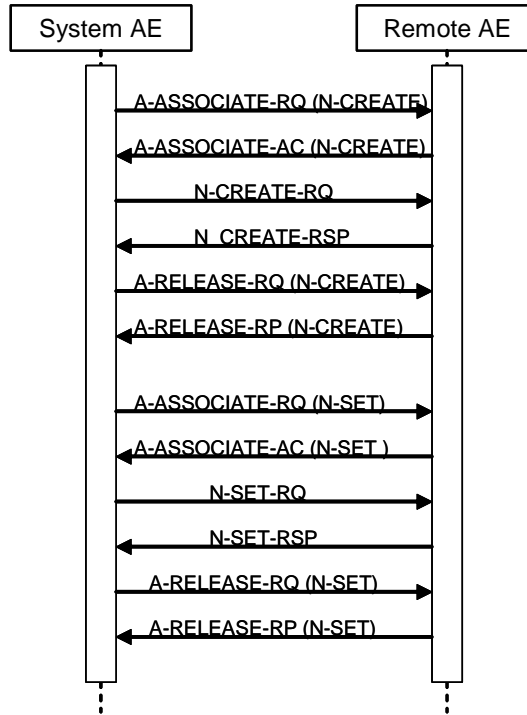 System AE
Remote AE
A-ASSOCIATE-RQ (N-CREATE)
A-ASSOCIATE-AC (N-CREATE)
N-CREATE-RQ
N_CREATE-RSP
A-RELEASE-RQ (N-CREATE)
A-RELEASE-RP (N-CREATE)
A-ASSOCIATE-RQ (N-SET)
A-ASSOCIATE-AC (N-SET )
N-SET-RQ
N-SET-RSP
A-RELEASE-RQ (N-SET)
A-RELEASE-RP (N-SET)